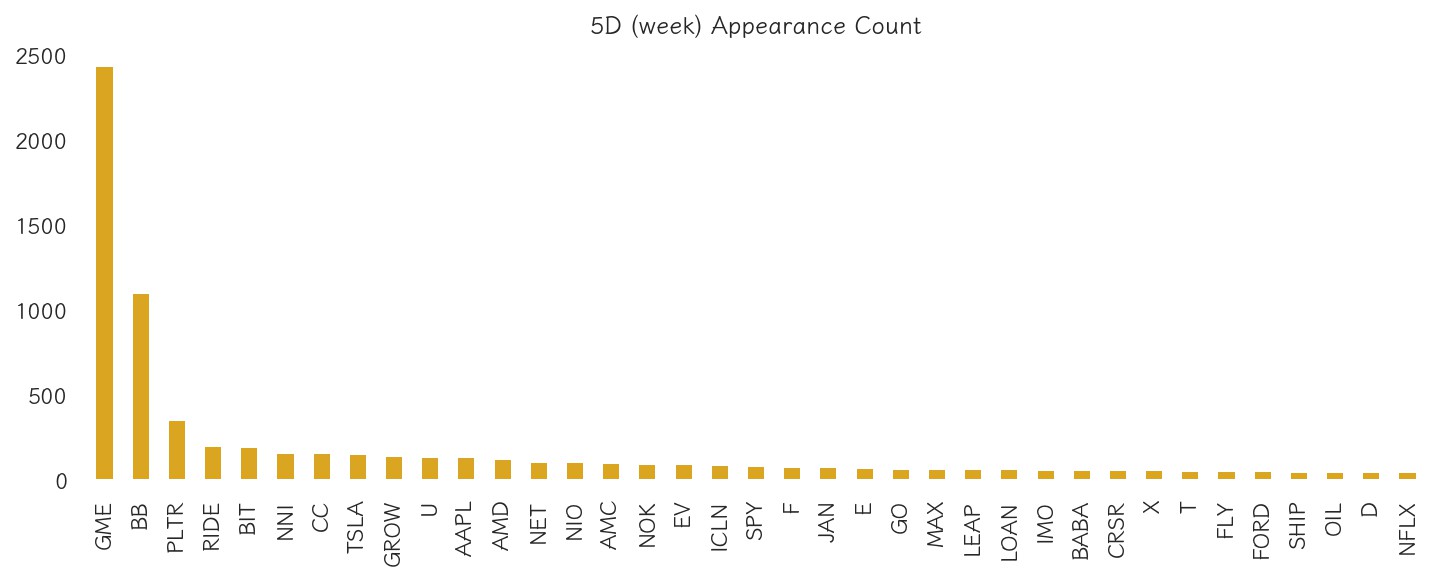 5D (week) Appearance Count
2500
2000
1500
1000
500
0
GME
BB
PLTR
RIDE
BIT
NNI
CC
TSLA
GROW
U
AAPL
AMD
NET
NIO
AMC
NOK
EV
ICLN
SPY
F
JAN
E
GO
MAX
LEAP
LOAN
IMO
BABA
CRSR
X
T
FLY
FORD
SHIP
OIL
D
NFLX